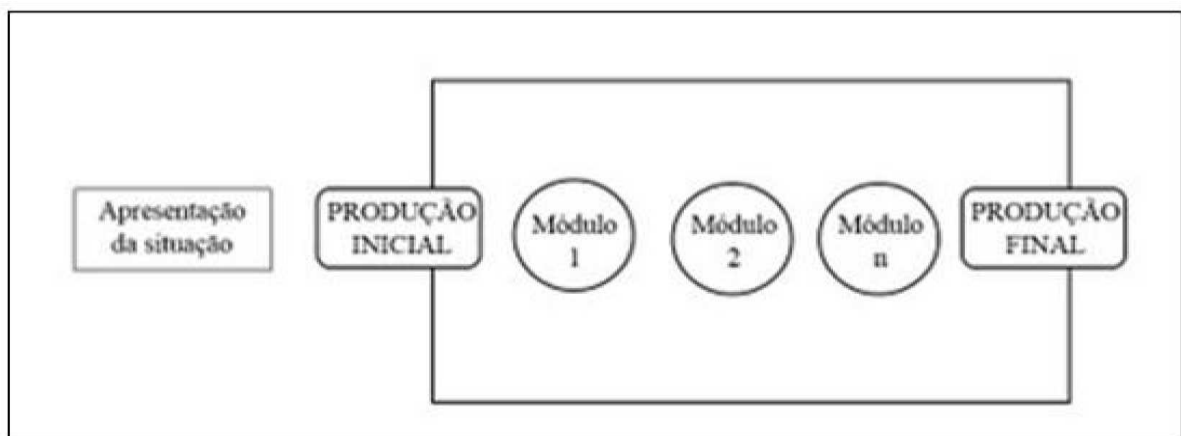 Apresentação
da situação
PRODUÇÃO
INICIAL
Módulo
1
Módulo
2
Módulo
n
PRODUÇÃO
FINAL